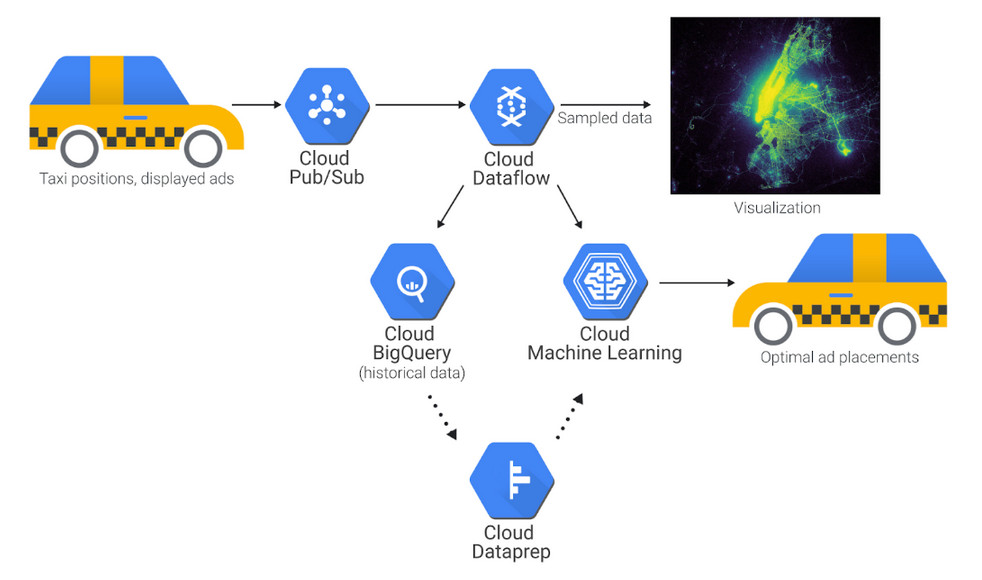 Taxi positions, displayed ads
Cloud
Pub/Sub
Cloud
Dataflow
Sampled data
Visualization
Cloud
BigQuery
(historical data)
Cloud
Machine Learning
Optimal ad placements
Cloud
Dataprep